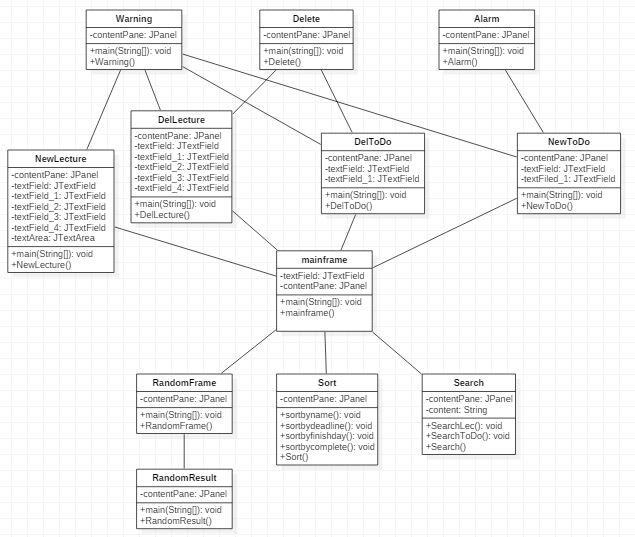 Warning
-contentPane: JPanel
+main(String[]): void
+Warning()
Delete
-contentPane: JPanel
+main(String[]): void
+Delete()
Alarm
-contentPane: JPanel
+main(String[]): void
+Alarm()
DelLecture
-contentPane: JPanel
-textField: JTextField
-textField_1: JTextField
-textField_2: JTextField
-textField_3: JTextField
-textField_4: JTextField
+main(String[]): void
+DelLecture()
DelToDo
-contentPane: JPanel
-textField: JTextField
-textField_1: JTextField
+main(String[]): void
+DelToDo()
NewToDo
-contentPane: JPanel
-textField: JTextField
-textFiled_1: JTextField
+main(String[]): void
+NewToDo()
NewLecture
-contentPane: JPanel
-textField: JTextField
-textField_1: JTextField
-textField_2: JTextField
-textField_3: JTextField
-textField_4: JTextField
-textArea: JTextArea
+main(String[]): void
+NewLecture()
mainframe
-textField: JTextField
-contentPane: JPanel
+main(String[]): void
+mainframe()
RandomFrame
-contentPane: JPanel
+main(String[]): void
+RandomFrame()
Sort
-contentPane: JPanel
+sortbyname(): void
+sortbydeadline(): void
+sortbyfinishday(): void
+sortbycomplete(): void
+Sort()
Search
-contentPane: JPanel
-content: String
+SearchLec(): void
+SearchToDo(): void
+Search()
RandomResult
-contentPane: JPanel
+main(String[]): void
+RandomResult()